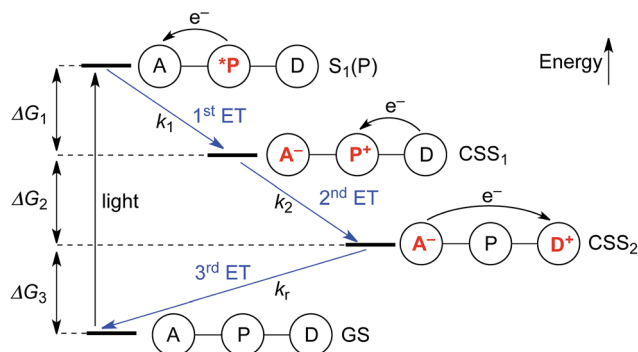 e⁻
A *P D S₁(P)
Energy
ΔG₁
1ˢᵗ ET
k₁
e⁻
A⁻ P⁺ D CSS₁
ΔG₂
light
2ⁿᵈ ET
k₂
e⁻
A⁻ P D⁺ CSS₂
ΔG₃
3ʳᵈ ET
kᵣ
A P D GS